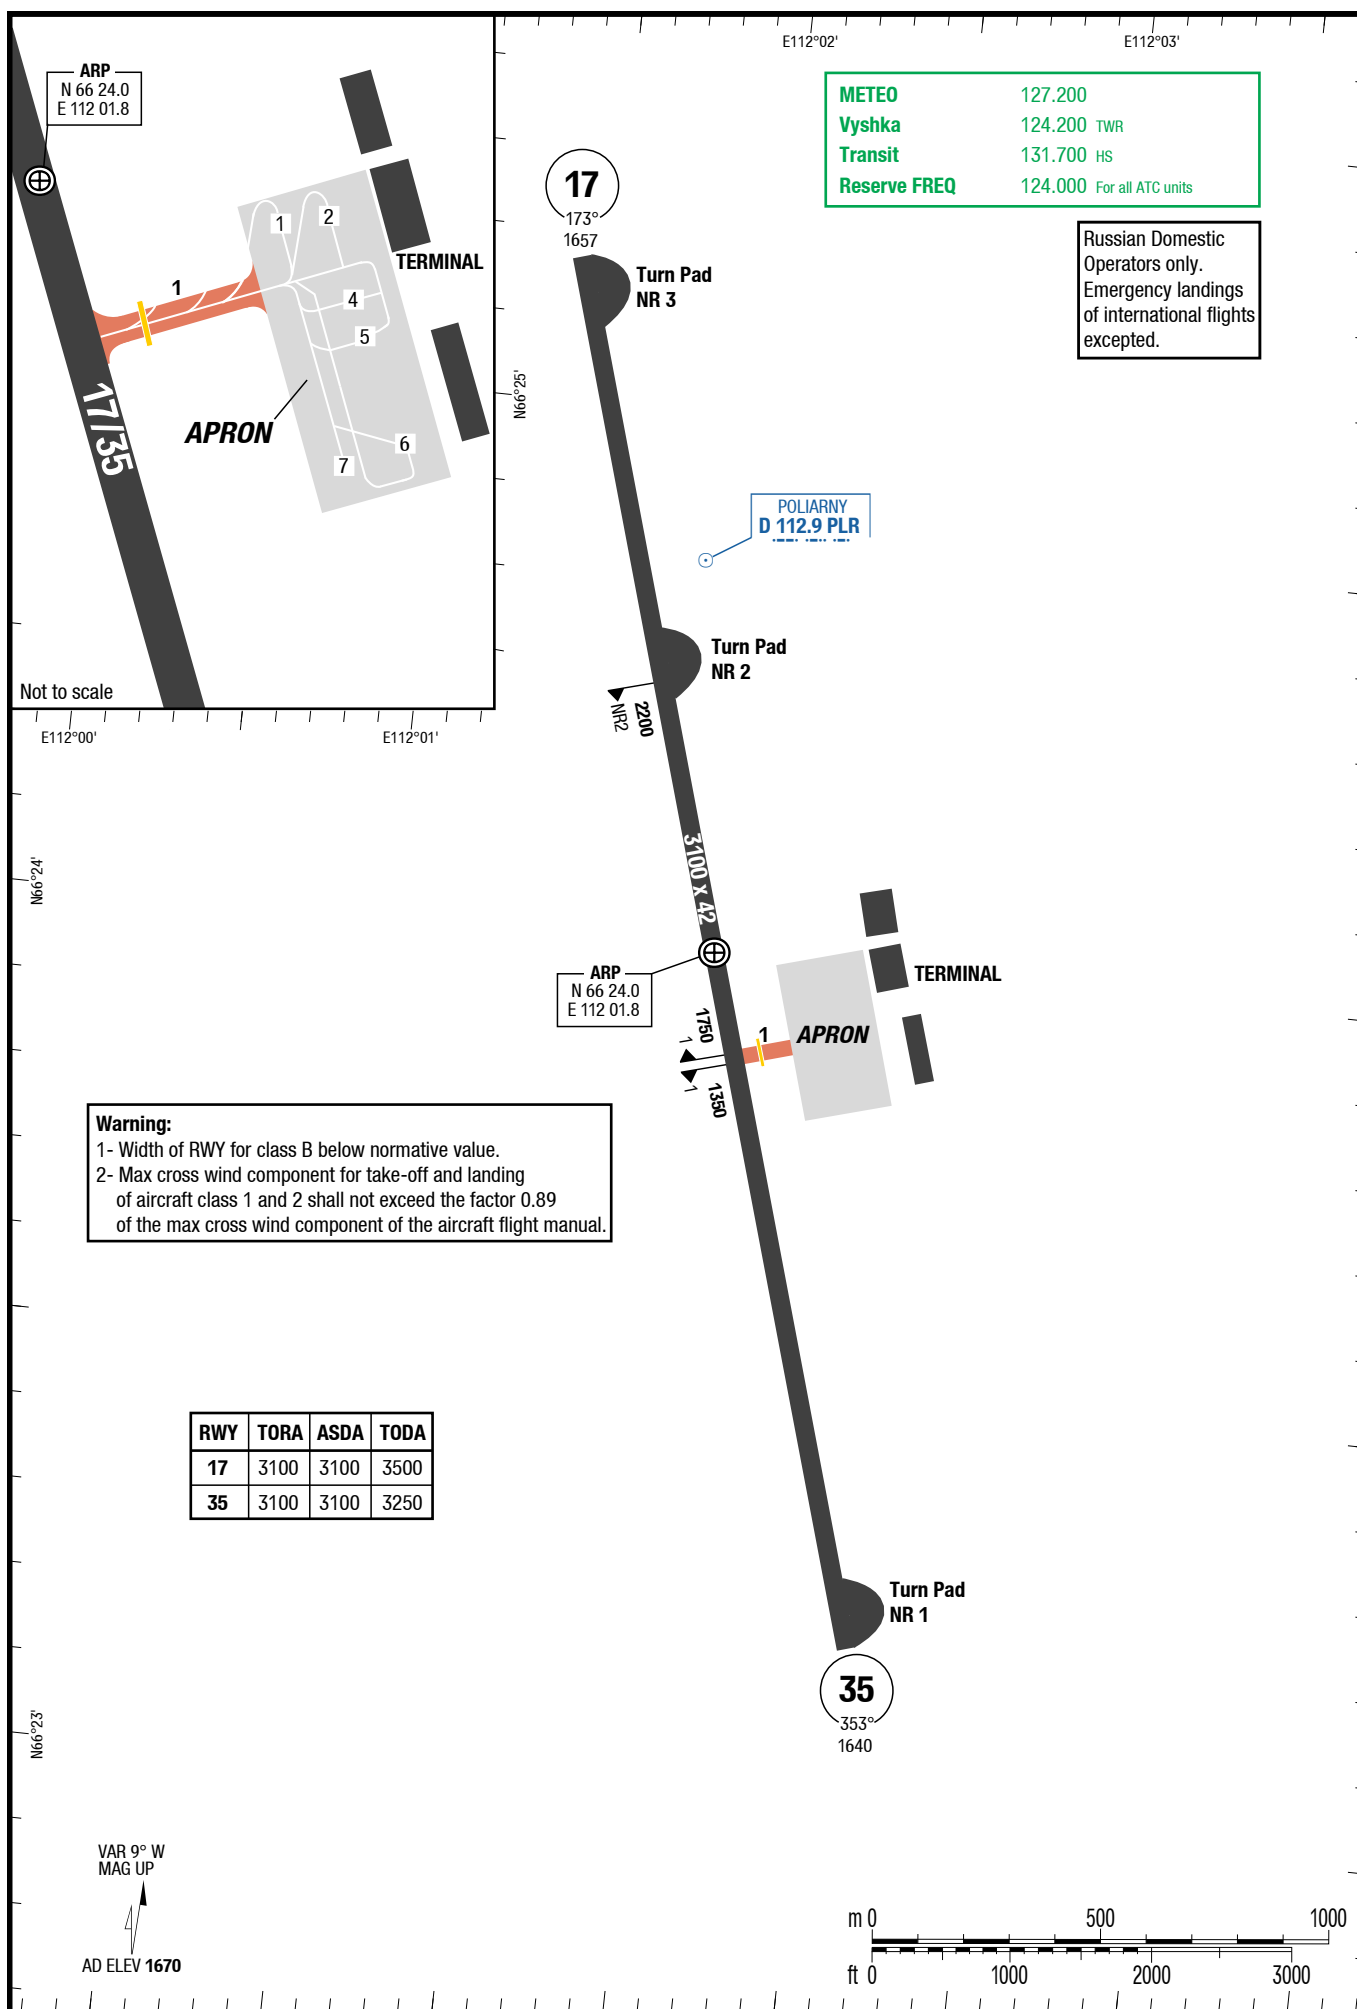 E112°02'
E112°03'
ARP
N 66 24.0
E 112 01.8
1
2
TERMINAL
1
4
5
17/35
APRON
6
7
Not to scale
METEO 127.200
Vyshka 124.200 TWR
Transit 131.700 HS
Reserve FREQ 124.000 For all ATC units
17
173°
1657
Russian Domestic
Operators only.
Emergency landings
of international flights
excepted.
Turn Pad
NR 3
N66°25'
POLIARNY
D 112.9 PLR
Turn Pad
NR 2
2200
NR2
E112°00'
E112°01'
N66°24'
3100 x 42
ARP
N 66 24.0
E 112 01.8
TERMINAL
1750
1
1
APRON
1
1350
Warning:
1- Width of RWY for class B below normative value.
2- Max cross wind component for take-off and landing
of aircraft class 1 and 2 shall not exceed the factor 0.89
of the max cross wind component of the aircraft flight manual.
RWY TORA ASDA TODA
17 3100 3100 3500
35 3100 3100 3250
Turn Pad
NR 1
35
353°
1640
N66°23'
VAR 9° W
MAG UP
AD ELEV 1670
m 0 500 1000
ft 0 1000 2000 3000